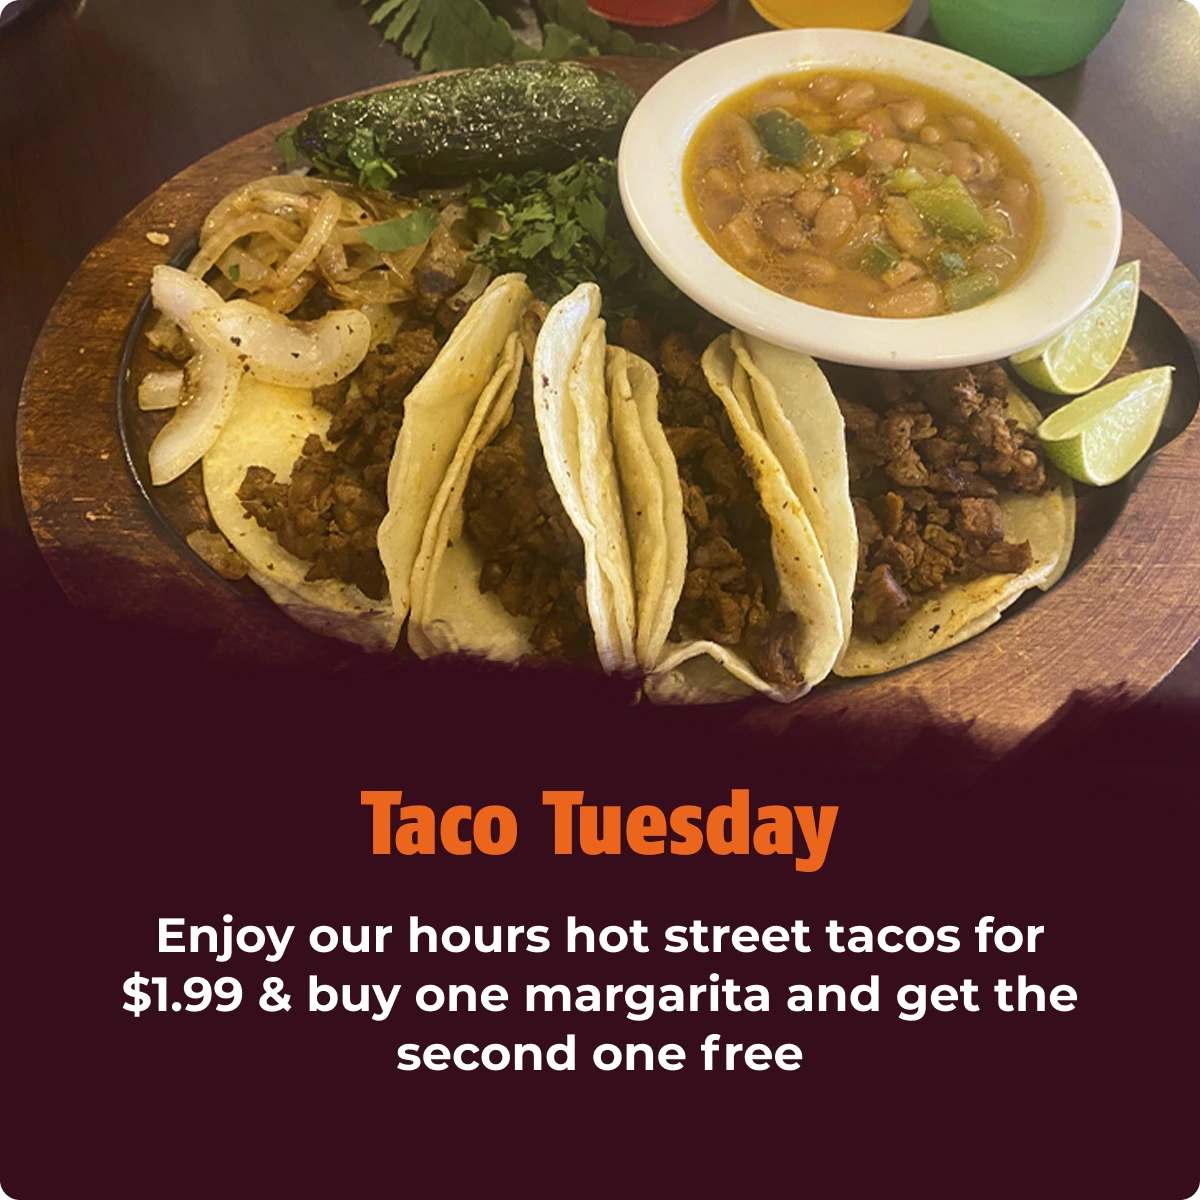 Taco Tuesday
Enjoy our hours hot street tacos for
$1.99 & buy one margarita and get the
second one free